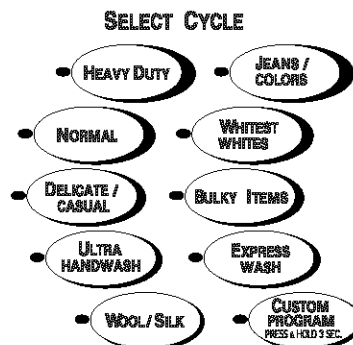 SELECT CYCLE
HEAVY DUTY
JEANS /
COLORS
NORMAL
WHITEST
WHITES
DELICATE /
CASUAL
BULKY ITEMS
ULTRA
HANDWASH
EXPRESS
WASH
WOOL / SILK
CUSTOM
PROGRAM
PRESS & HOLD 3 SEC.